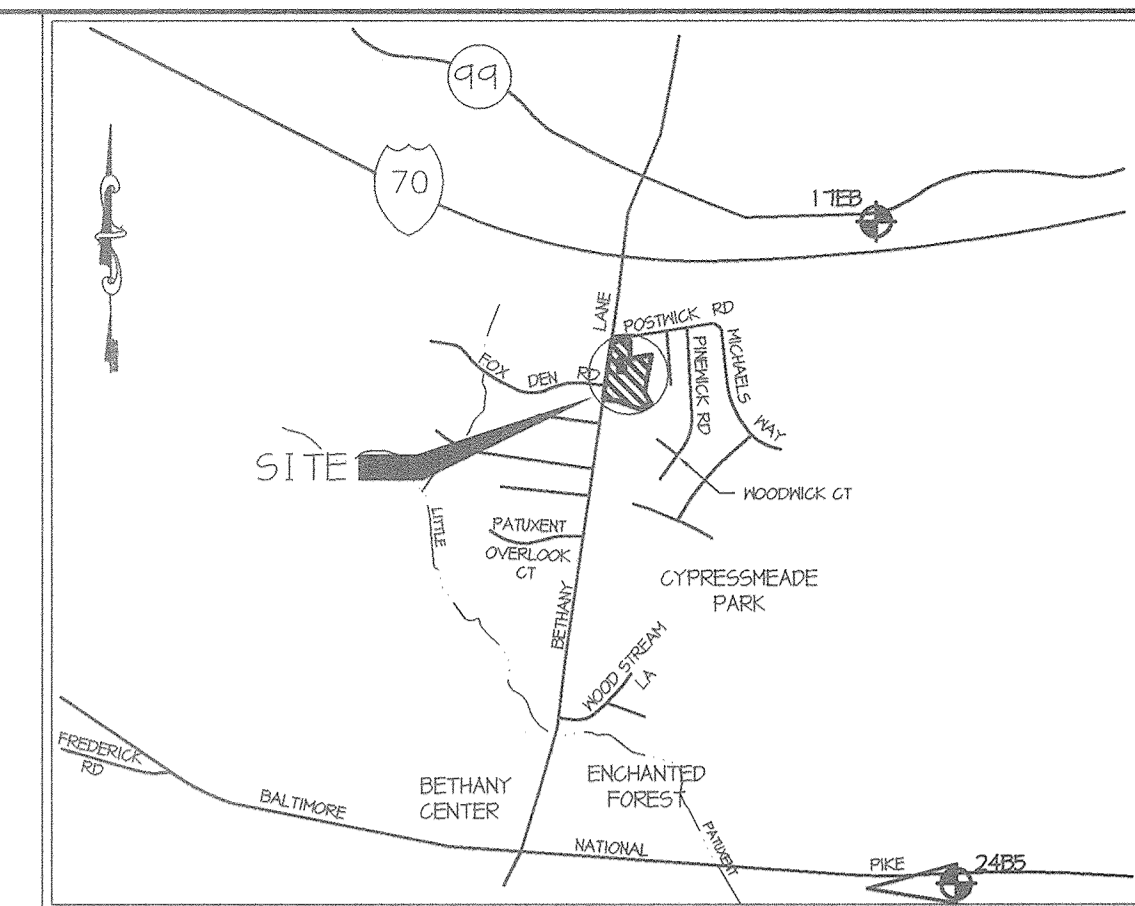 99
70
17EB
LANE
POSTWICK RD
FOX DEN RD
PINEWICK RD
MICHAELS WAY
SITE
WOODWICK CT
LITTLE
PATUXENT
OVERLOOK
CT
CYPRESSMEADE
PARK
BETHANY
WOOD STREAM
LA
FREDERICK
RD
BETHANY
CENTER
ENCHANTED
FOREST
BALTIMORE
NATIONAL
PATUXENT
PIKE
24B5